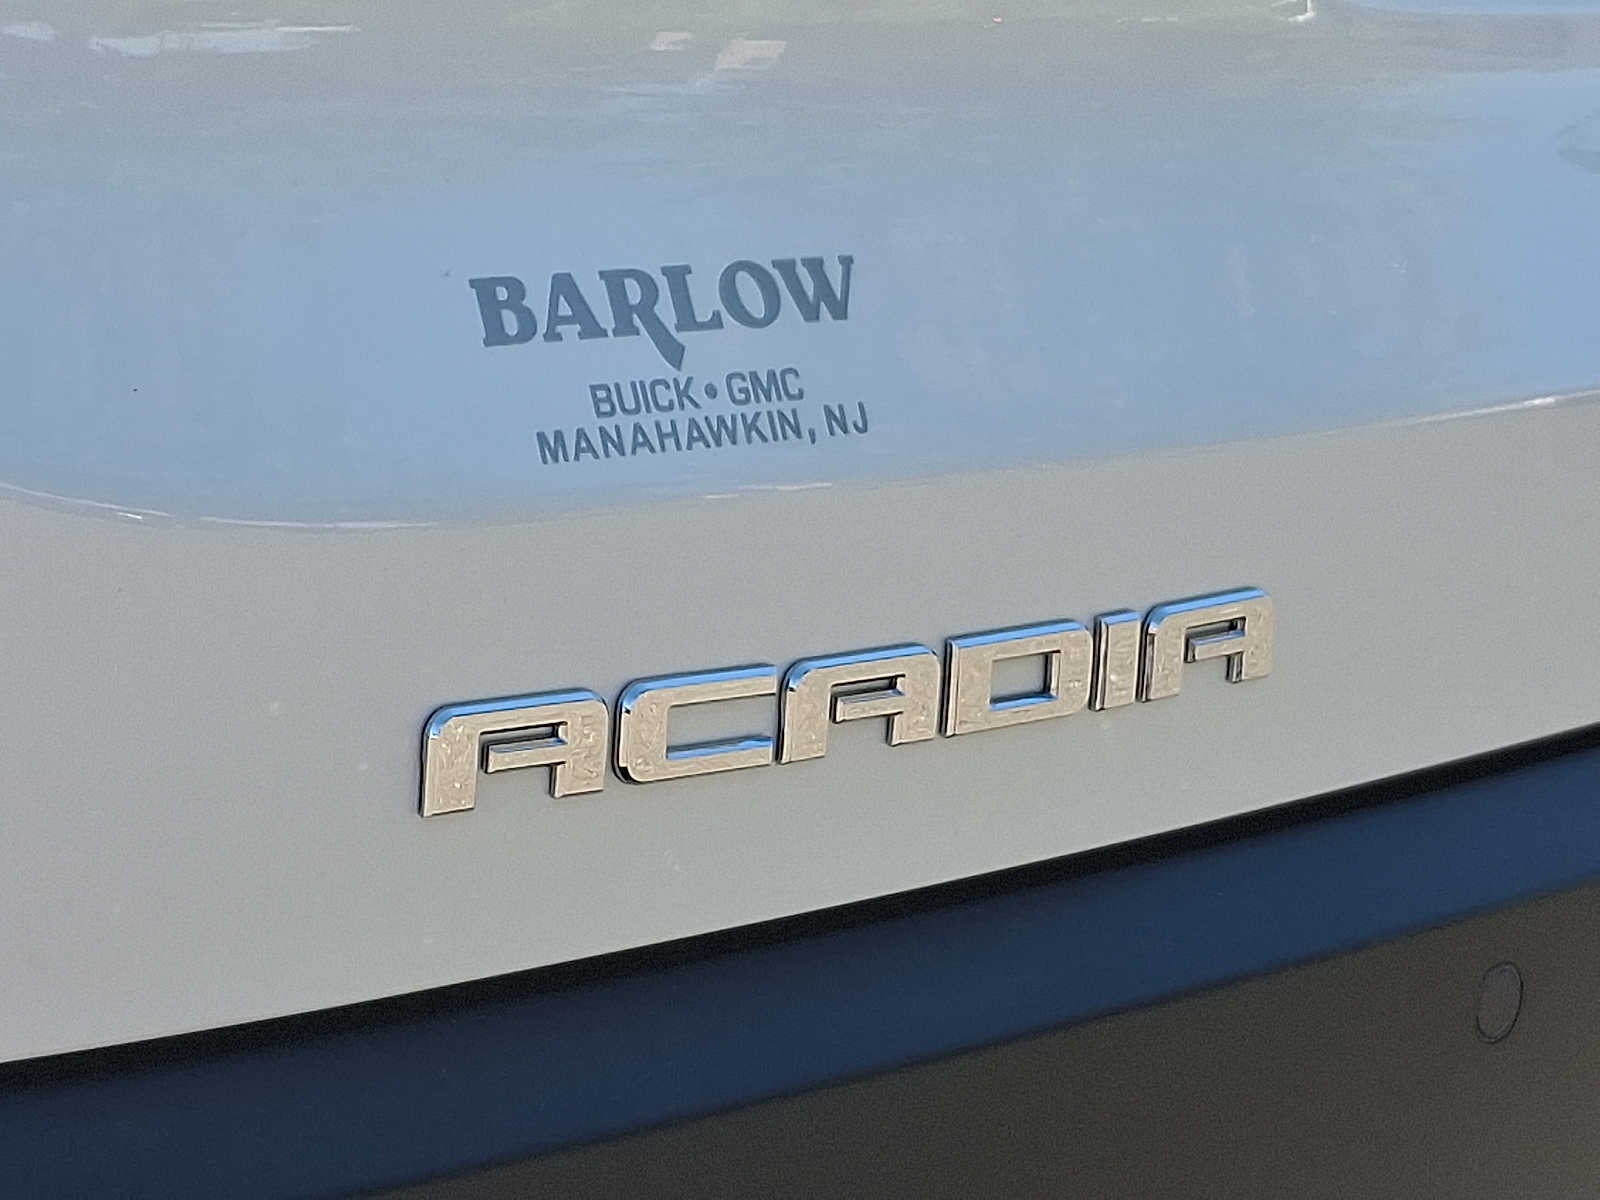 BARLOW
BUICK • GMC
MANAHAWKIN, NJ
ACADIA